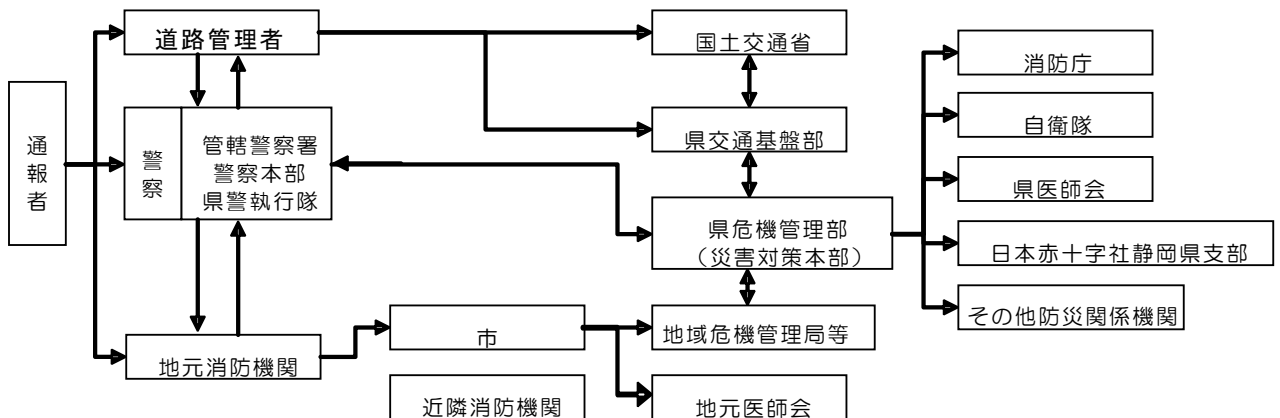 通報者
道路管理者
警察
管轄警察署
警察本部
県警執行隊
地元消防機関
市
近隣消防機関
国土交通省
県交通基盤部
県危機管理部
（災害対策本部）
地域危機管理局等
地元医師会
消防庁
自衛隊
県医師会
日本赤十字社静岡県支部
その他防災関係機関